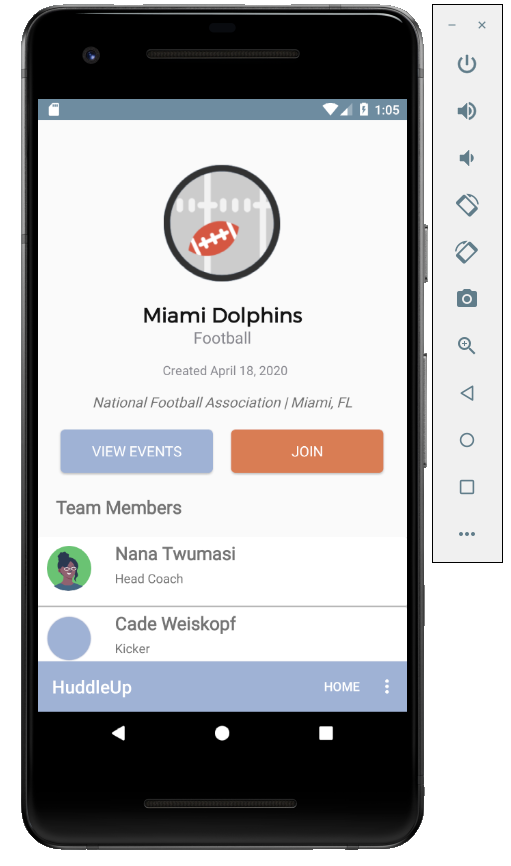 1:05
Miami Dolphins
Football
Created April 18, 2020
National Football Association | Miami, FL
VIEW EVENTS
JOIN
Team Members
Nana Twumasi
Head Coach
Cade Weiskopf
Kicker
HuddleUp
HOME